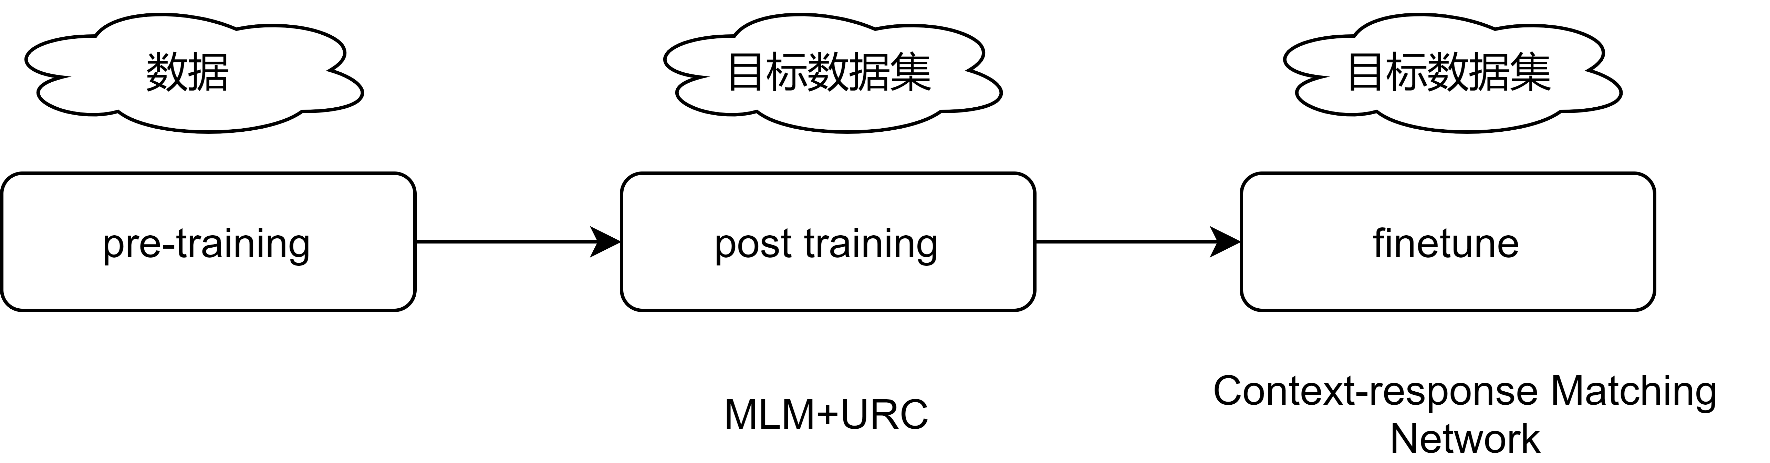 数据
目标数据集
目标数据集
pre-training
post training
finetune
MLM+URC
Context-response Matching
Network